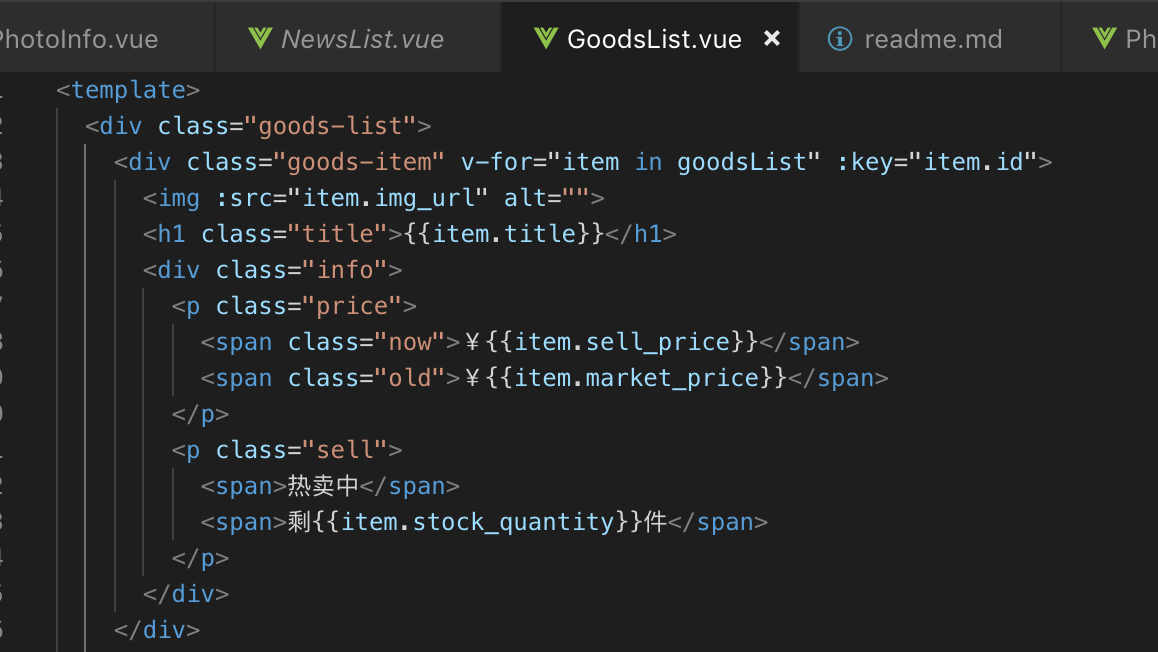 PhotoInfo.vue NewsList.vue GoodsList.vue × readme.md Ph
<template>
<div class="goods-list">
<div class="goods-item" v-for="item in goodsList" :key="item.id">
<img :src="item.img_url" alt="">
<h1 class="title">{{item.title}}</h1>
<div class="info">
<p class="price">
<span class="now">¥{{item.sell_price}}</span>
<span class="old">¥{{item.market_price}}</span>
</p>
<p class="sell">
<span>热卖中</span>
<span>剩{{item.stock_quantity}}件</span>
</p>
</div>
</div>